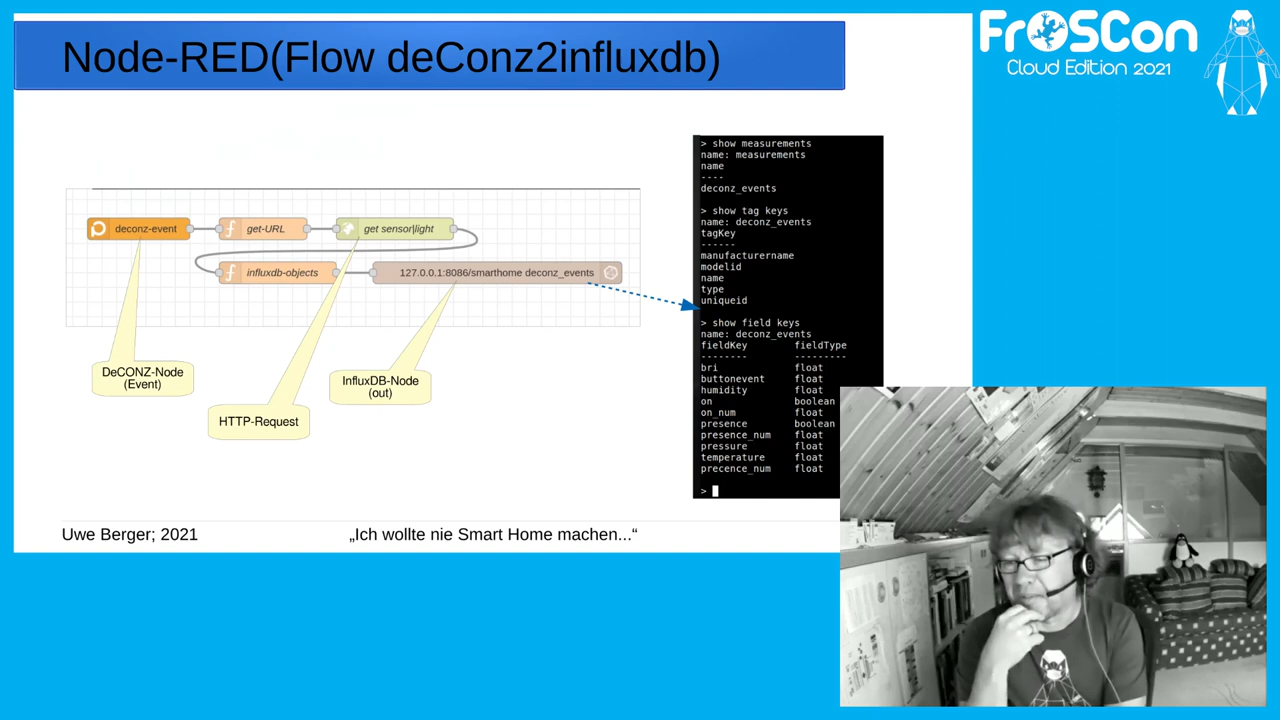 Node-RED(Flow deConz2influxdb)
FrOSCon
Cloud Edition 2021
deconz-event
get-URL
get sensor|light
influxdb-objects
127.0.0.1:8086/smarthome deconz_events
DeCONZ-Node
(Event)
HTTP-Request
InfluxDB-Node
(out)
> show measurements
name: measurements
name
----
deconz_events
> show tag keys
name: deconz_events
tagKey
------
manufacturername
modelid
name
type
uniqueid
> show field keys
name: deconz_events
fieldKey fieldType
-------- ---------
bri float
buttonevent float
humidity float
on boolean
on_num float
presence boolean
presence_num float
pressure float
temperature float
precence_num float
>
Uwe Berger; 2021 „Ich wollte nie Smart Home machen...“